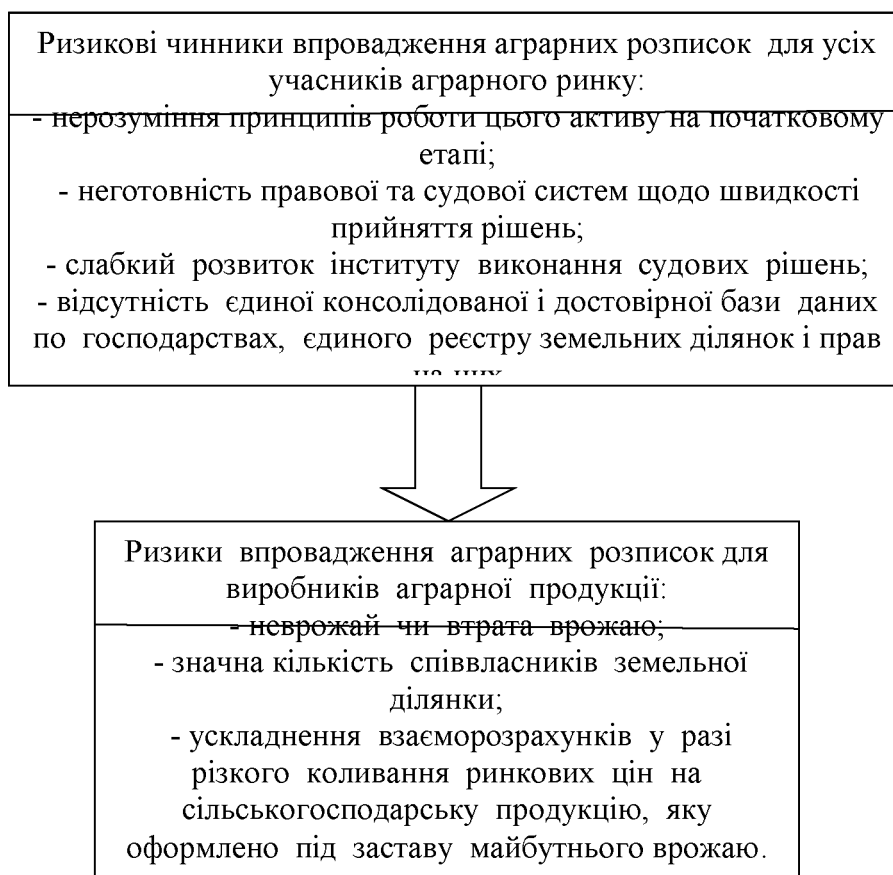 Ризикові чинники впровадження аграрних розписок для усіх
учасників аграрного ринку:
- нерозуміння принципів роботи цього активу на початковому
етапі;
- неготовність правової та судової систем щодо швидкості
прийняття рішень;
- слабкий розвиток інституту виконання судових рішень;
- відсутність єдиної консолідованої і достовірної бази даних
по господарствах, єдиного реєстру земельних ділянок і прав
на них
Ризики впровадження аграрних розписок для
виробників аграрної продукції:
- неврожай чи втрата врожаю;
- значна кількість співвласників земельної
ділянки;
- ускладнення взаєморозрахунків у разі
різкого коливання ринкових цін на
сільськогосподарську продукцію, яку
оформлено під заставу майбутнього врожаю.